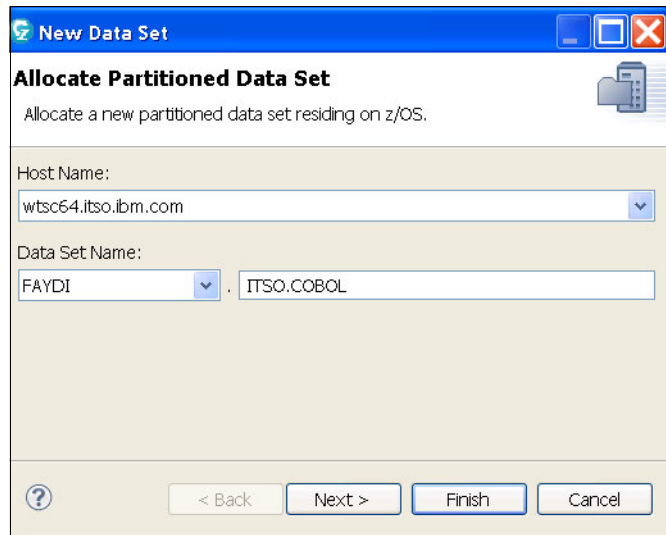 New Data Set
Allocate Partitioned Data Set
Allocate a new partitioned data set residing on z/OS.
Host Name:
wtsc64.itso.ibm.com
Data Set Name:
FAYDI . ITSO.COBOL
? < Back Next > Finish Cancel